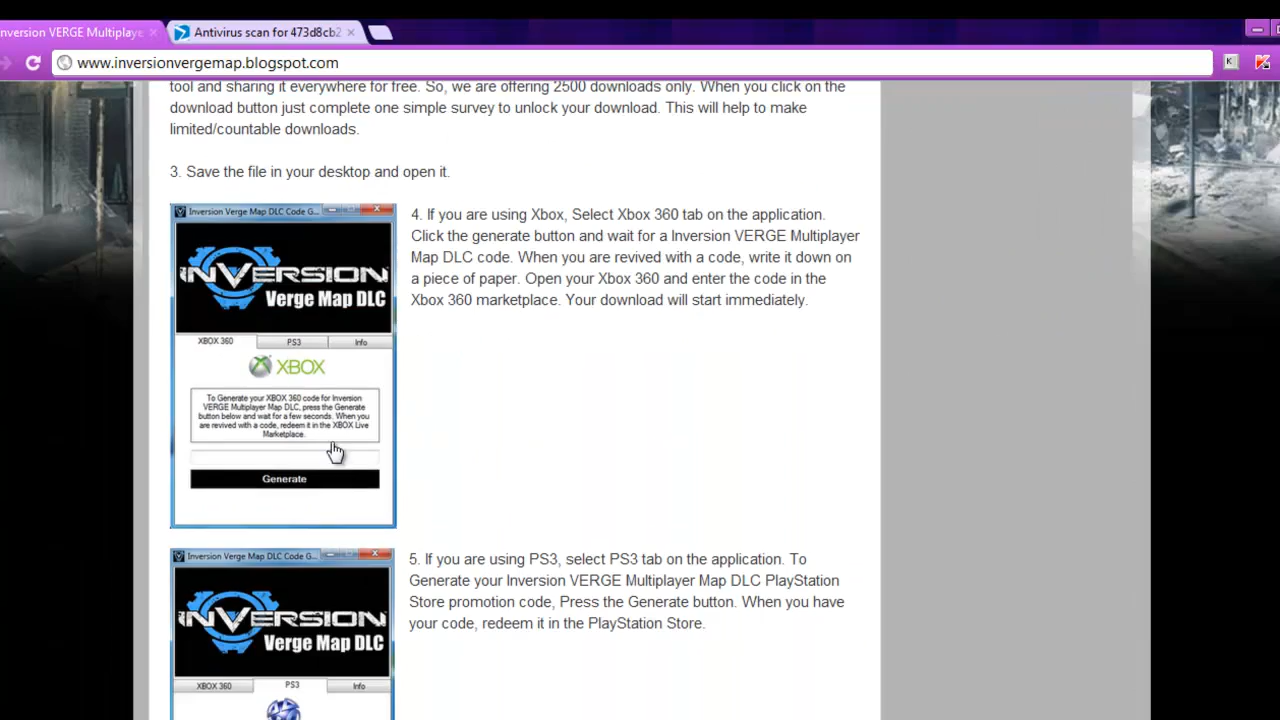 nversion VERGE Multiplaye
Antivirus scan for 473d8cb2
www.inversionvergemap.blogspot.com
K
tool and sharing it everywhere for free. So, we are offering 2500 downloads only. When you click on the
download button just complete one simple survey to unlock your download. This will help to make
limited/countable downloads.
3. Save the file in your desktop and open it.
Inversion Verge Map DLC Code G...
INVERSION
Verge Map DLC
XBOX 360
PS3
Info
XBOX
To Generate your XBOX 360 code for Inversion
VERGE Multiplayer Map DLC, press the Generate
button below and wait for a few seconds. When you
are revived with a code, redeem it in the XBOX Live
Marketplace.
Generate
4. If you are using Xbox, Select Xbox 360 tab on the application.
Click the generate button and wait for a Inversion VERGE Multiplayer
Map DLC code. When you are revived with a code, write it down on
a piece of paper. Open your Xbox 360 and enter the code in the
Xbox 360 marketplace. Your download will start immediately.
Inversion Verge Map DLC Code G...
INVERSION
Verge Map DLC
XBOX 360
PS3
Info
5. If you are using PS3, select PS3 tab on the application. To
Generate your Inversion VERGE Multiplayer Map DLC PlayStation
Store promotion code, Press the Generate button. When you have
your code, redeem it in the PlayStation Store.